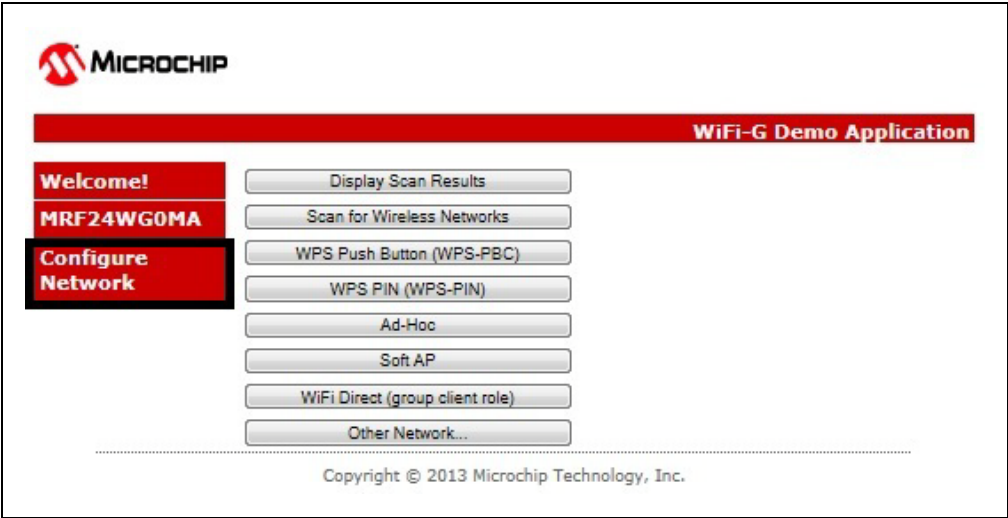 MICROCHIP
WiFi-G Demo Application
Welcome!
MRF24WG0MA
Configure
Network
Display Scan Results
Scan for Wireless Networks
WPS Push Button (WPS-PBC)
WPS PIN (WPS-PIN)
Ad-Hoc
Soft AP
WiFi Direct (group client role)
Other Network...
Copyright © 2013 Microchip Technology, Inc.